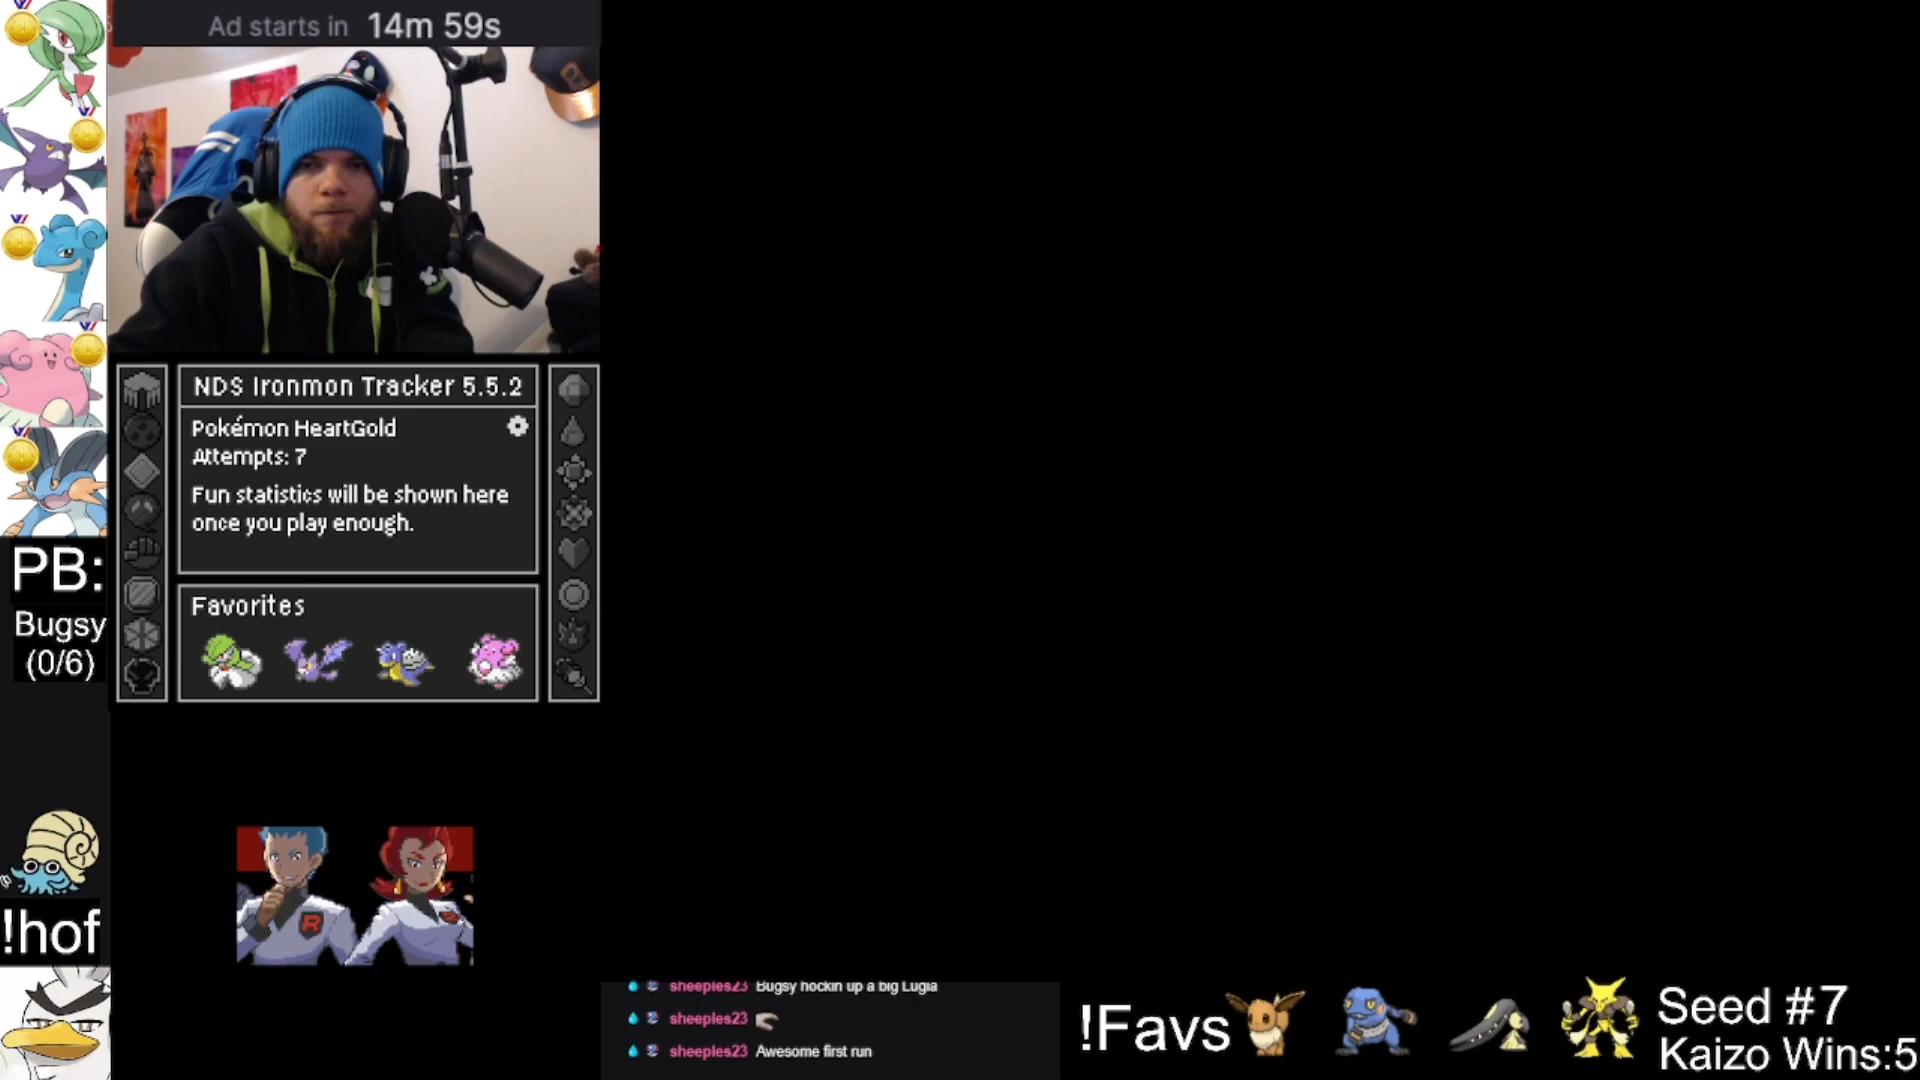 Ad starts in 14m 59s
NDS Ironmon Tracker 5.5.2
Pokémon HeartGold
Attempts: 7
Fun statistics will be shown here
once you play enough.
Favorites
PB:
Bugsy
(0/6)
!hof
R
sheeples23 Bugsy hockin up a big Lugia
sheeples23
sheeples23 Awesome first run
!Favs
Seed #7
Kaizo Wins:5